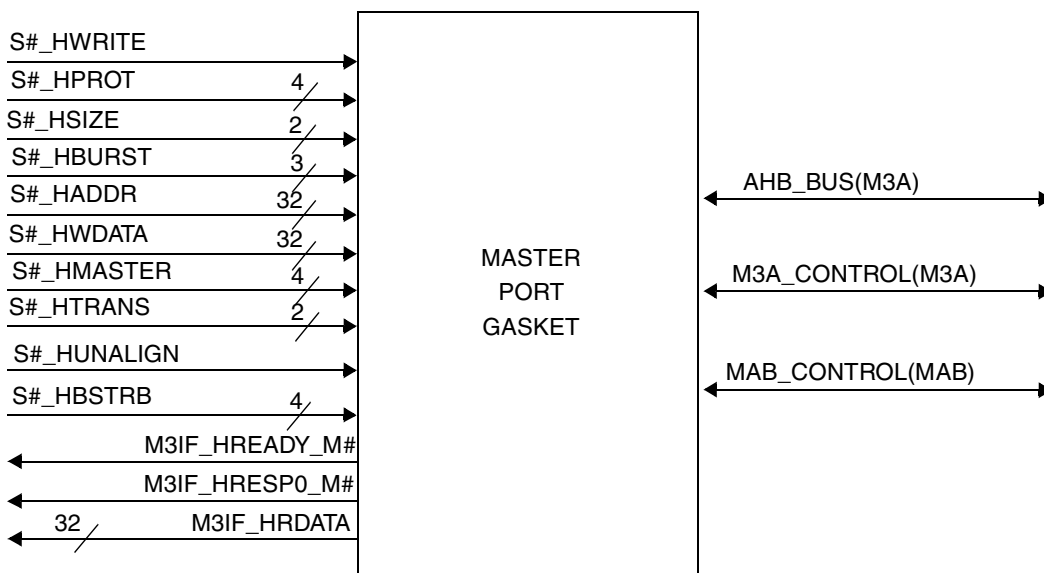 S#_HWRITE
S#_HPROT 4
S#_HSIZE 2
S#_HBURST 3
S#_HADDR 32
S#_HWDATA 32
S#_HMASTER 4
S#_HTRANS 2
S#_HUNALIGN
S#_HBSTRB 4
M3IF_HREADY_M#
M3IF_HRESP0_M#
32 M3IF_HRDATA
MASTER
PORT
GASKET
AHB_BUS(M3A)
M3A_CONTROL(M3A)
MAB_CONTROL(MAB)